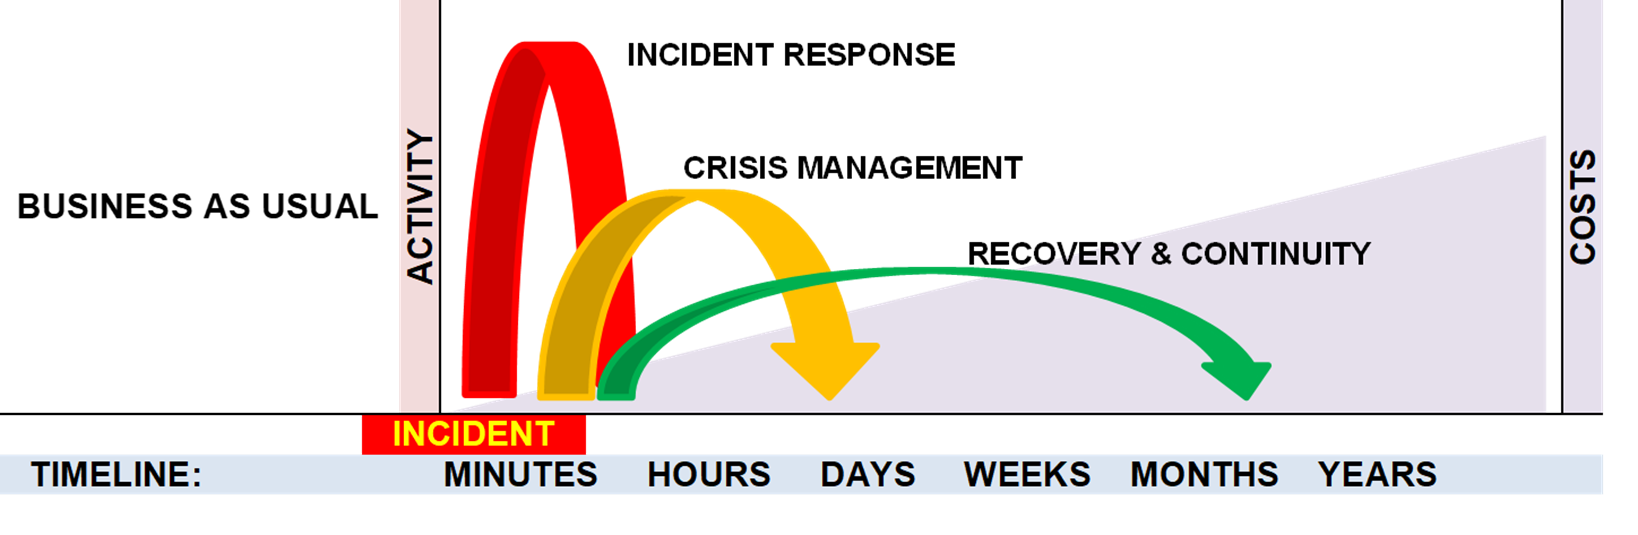 INCIDENT RESPONSE
CRISIS MANAGEMENT
BUSINESS AS USUAL
ACTIVITY
RECOVERY & CONTINUITY
COSTS
INCIDENT
TIMELINE: MINUTES HOURS DAYS WEEKS MONTHS YEARS